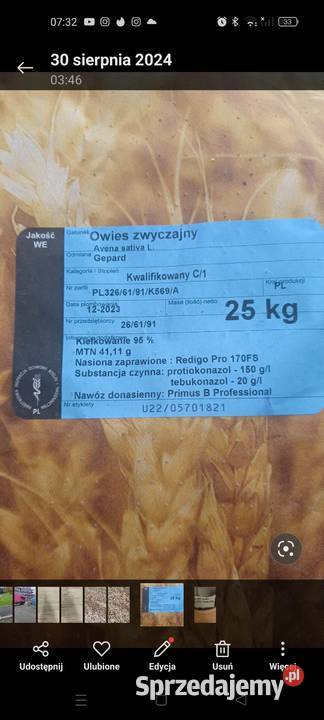 07:32
33
30 sierpnia 2024
03:46
Jakość WE
Gatunek Owies zwyczajny
Avena sativa L.
Odmiana Gepard
Kategoria / Stopień Kwalifikowany C/1
Nr partii PL326/61/91/K569/A
Kraj produkcji PL
Data plombowania 12-2023
Masa (ilość) netto 25 kg
Nr przedsiębiorcy 26/61/91
Kiełkowanie 95 %
MTN 41,11 g
Nasiona zaprawione : Redigo Pro 170FS
Substancja czynna: protiokonazol - 150 g/l
tebukonazol - 20 g/l
Nawóz donasienny: Primus B Professional
Nr etykiety U22/05701821
PL
Udostępnij
Ulubione
Edycja
Usuń
Więcej
Sprzedajemy.pl